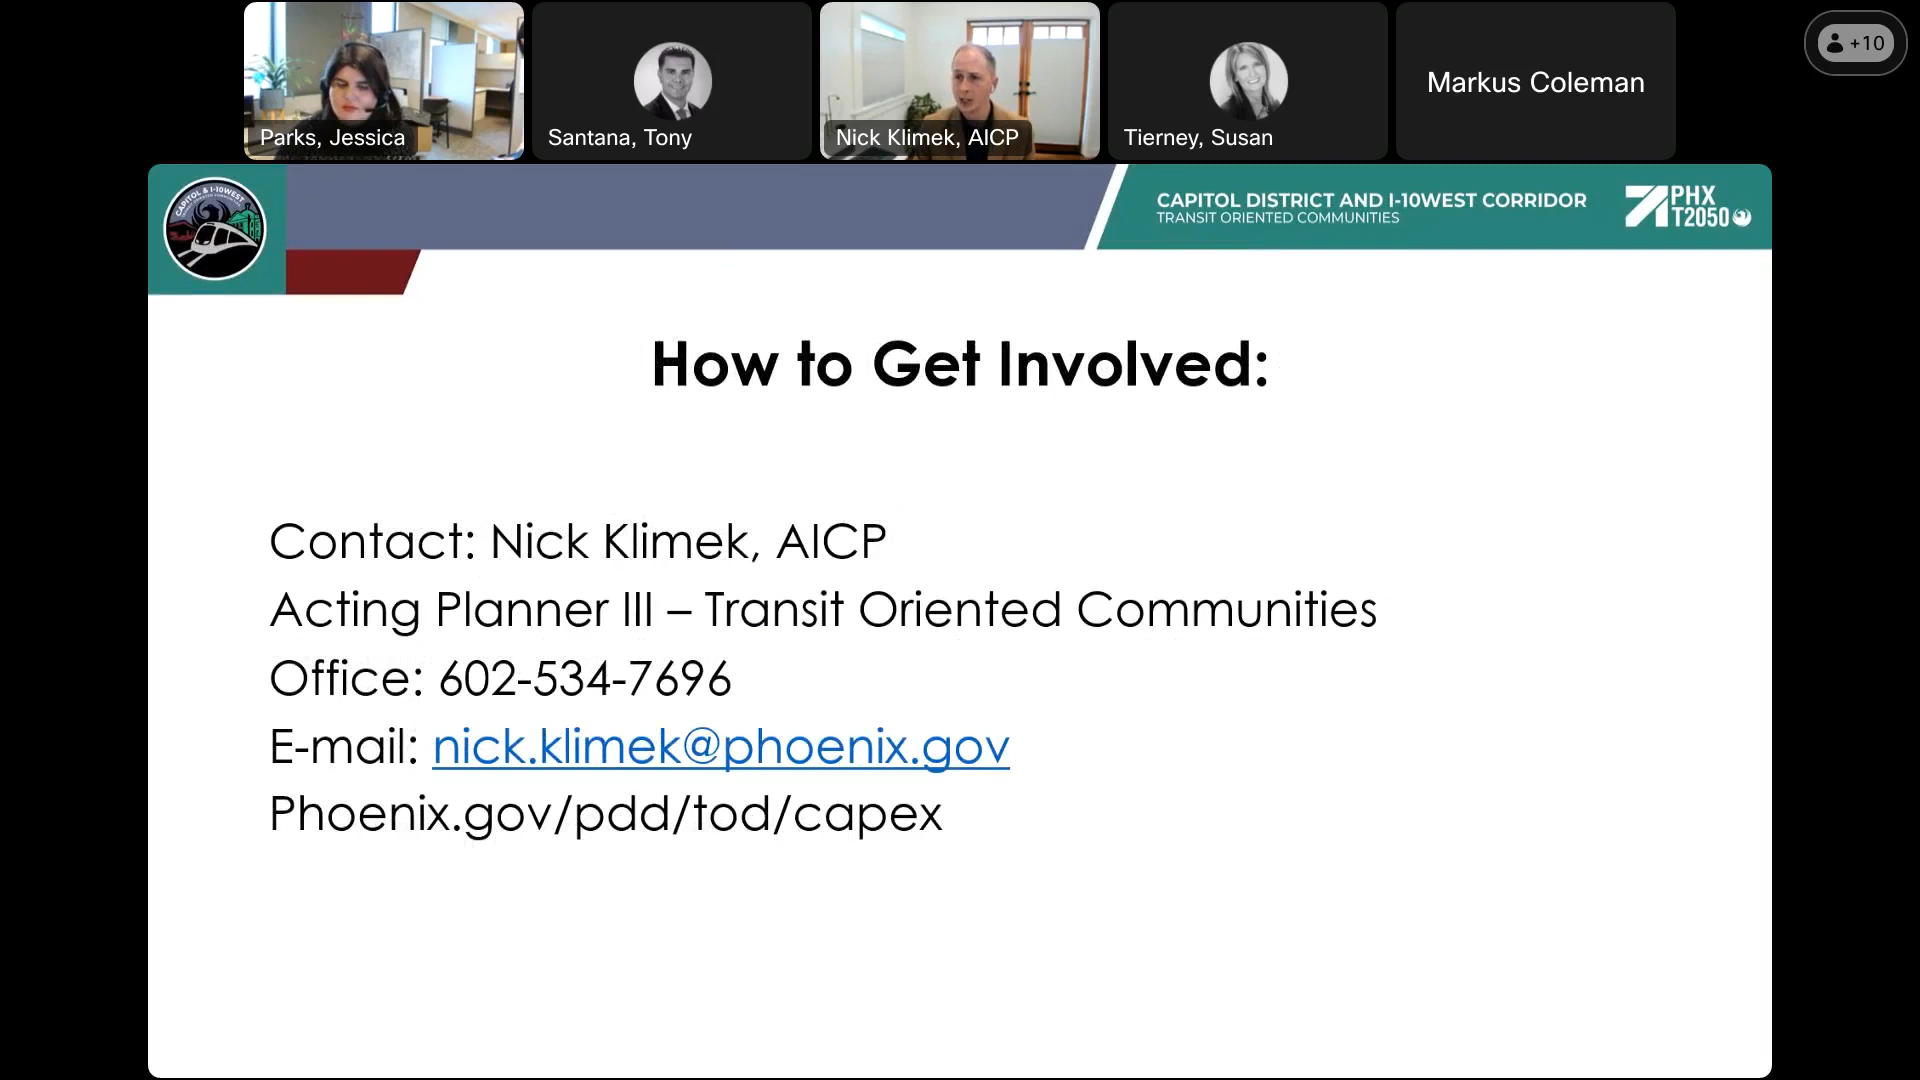 Parks, Jessica
Santana, Tony
Nick Klimek, AICP
Tierney, Susan
Markus Coleman
+10
CAPITOL & I-10WEST
CAPITOL DISTRICT AND I-10WEST CORRIDOR
TRANSIT ORIENTED COMMUNITIES
PHX
T2050
How to Get Involved:
Contact: Nick Klimek, AICP
Acting Planner III – Transit Oriented Communities
Office: 602-534-7696
E-mail: nick.klimek@phoenix.gov
Phoenix.gov/pdd/tod/capex